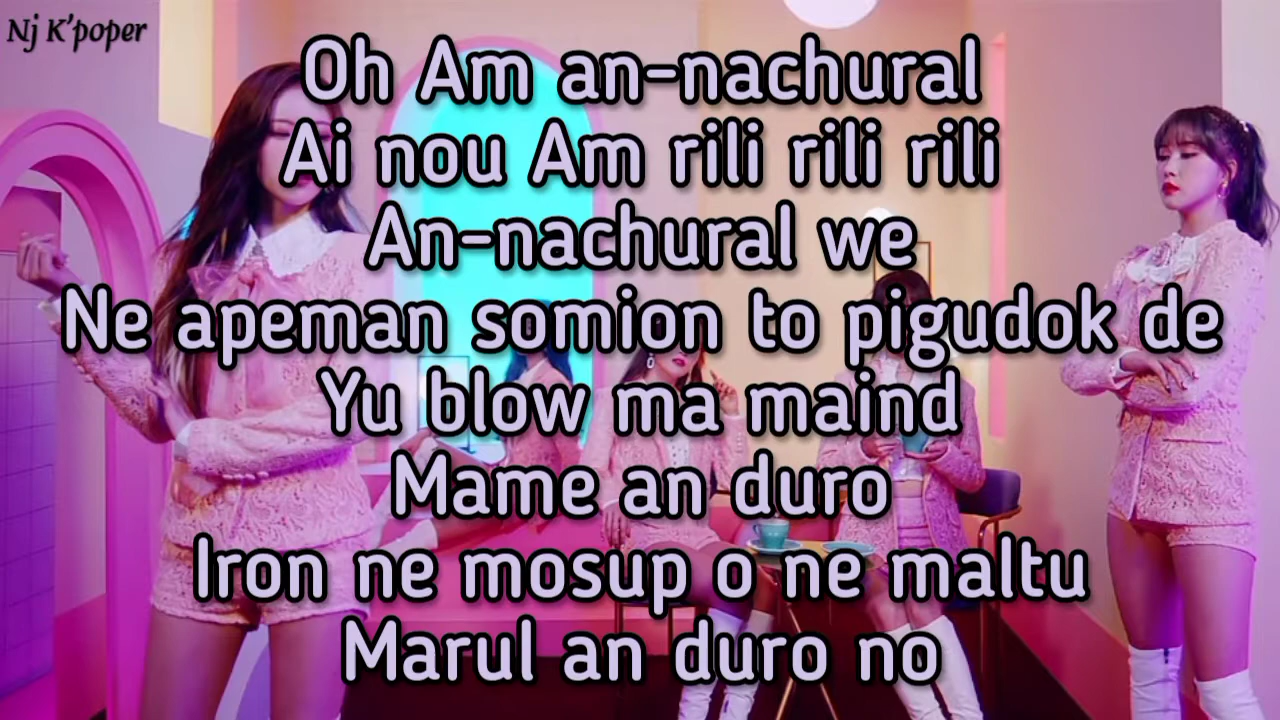 Nj K'poper
Oh Am an-nachural
Ai nou Am rili rili rili
An-nachural we
Ne apeman somion to pigudok de
Yu blow ma maind
Mame an duro
Iron ne mosup o ne maltu
Marul an duro no